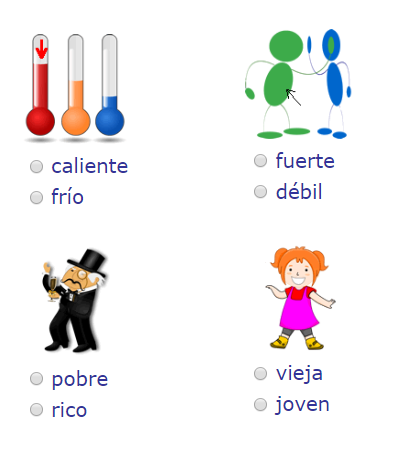 caliente
frío
fuerte
débil
pobre
rico
vieja
joven